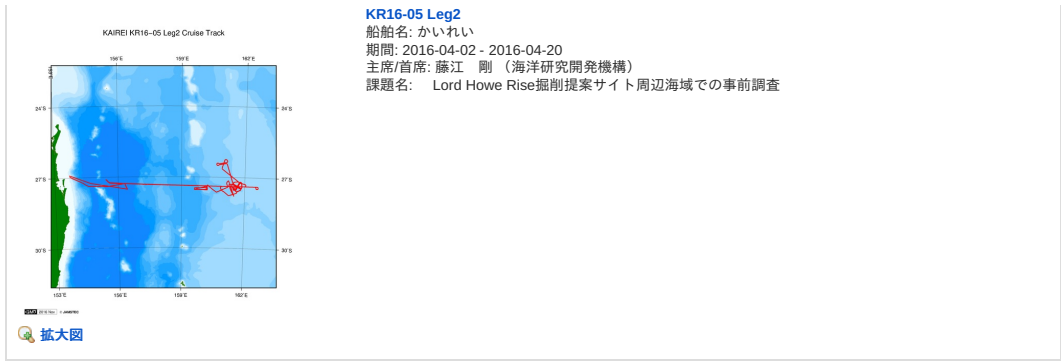 KR16-05 Leg2
船舶名: かいれい
期間: 2016-04-02 - 2016-04-20
主席/首席: 藤江　剛 （海洋研究開発機構）
課題名:　 Lord Howe Rise掘削提案サイト周辺海域での事前調査
KAIREI KR16-05 Leg2 Cruise Track
156˚E 159˚E 162˚E
24˚S 24˚S
27˚S 27˚S
30˚S 30˚S
153˚E 156˚E 159˚E 162˚E
拡大図